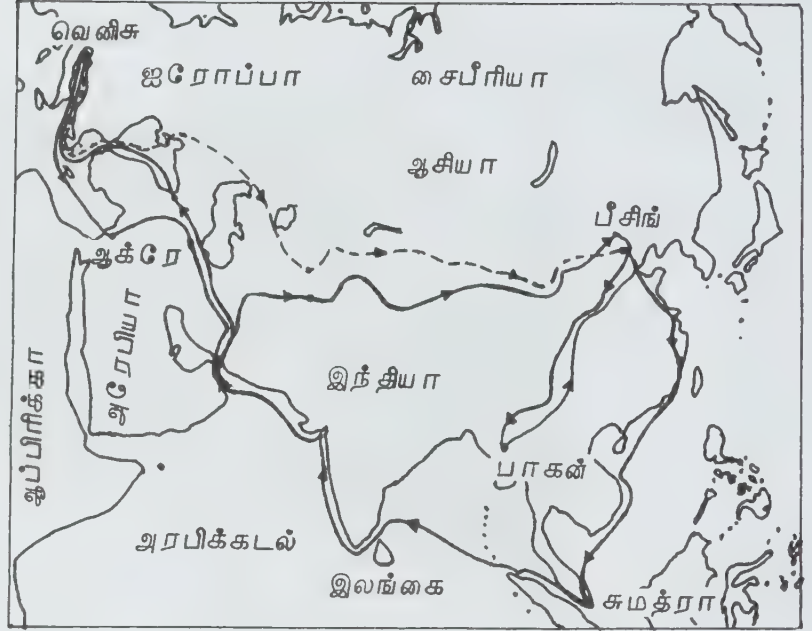 வெனிசு
ஐரோப்பா
சைபீரியா
ஆசியா
பீசிங்
ஆக்ரே
அரேபியா
இந்தியா
ஆப்பிரிக்கா
பாகன்
அரபிக்கடல்
இலங்கை
சுமத்ரா